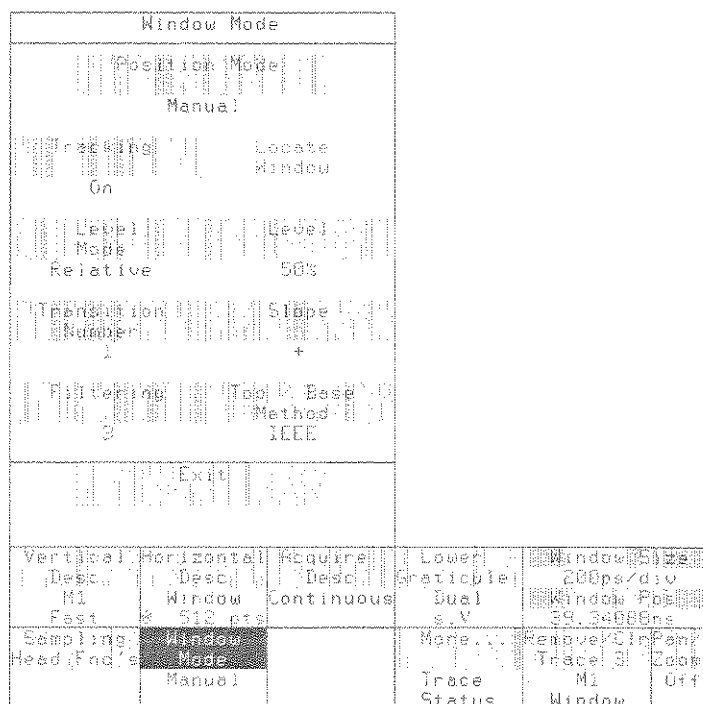 Window Mode
Position Mode
Manual
Tracking
On
Locate
Window
Level
Mode
Relative
Level
50%
Transition
Number
1
Slope
+
Filtering
Top - Base
Method
IEEE
Exit
Vertical
Desc.
M1
Fast
Horizontal
Desc.
Window
512 pts
Acquire
Desc.
Continuous
Lower
Graticule
Dual
s.V
Window Size
200ps/div
Window Pos
Sampling
Head Fnc's
Window
Mode
Manual
More...
Trace
Status
Remove/Clr
Trace 3
M1
Window
Pan/
Zoom
Off